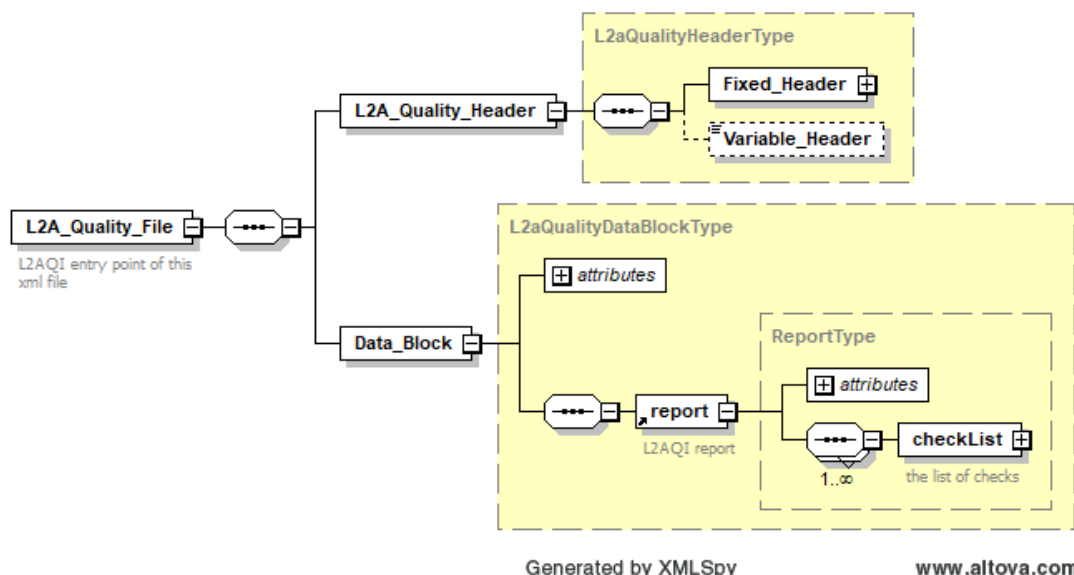 L2aQualityHeaderType
Fixed_Header
L2A_Quality_Header
Variable_Header
L2A_Quality_File
L2AQI entry point of this
xml file
L2aQualityDataBlockType
attributes
Data_Block
ReportType
attributes
report
L2AQI report
checkList
1..∞
the list of checks
Generated by XMLSpy
www.altova.com